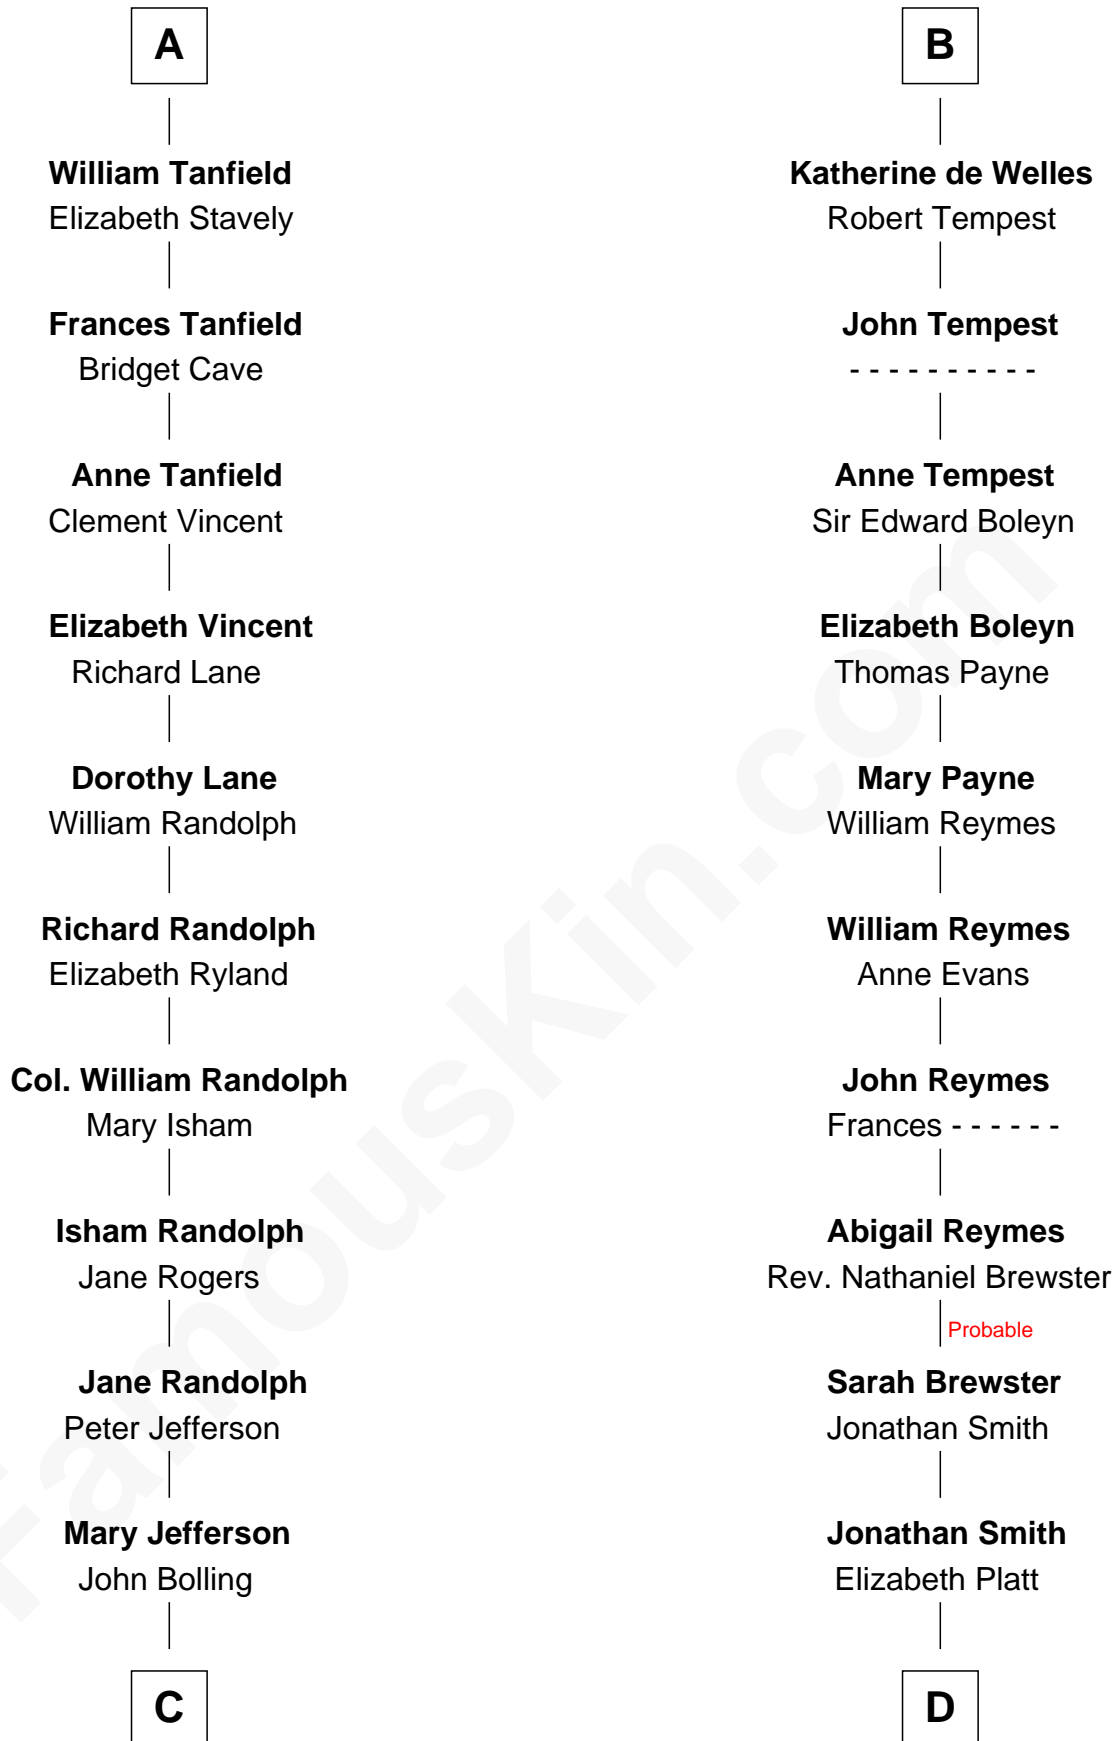 A
William Tanfield
Elizabeth Stavely
Frances Tanfield
Bridget Cave
Anne Tanfield
Clement Vincent
Elizabeth Vincent
Richard Lane
Dorothy Lane
William Randolph
Richard Randolph
Elizabeth Ryland
Col. William Randolph
Mary Isham
Isham Randolph
Jane Rogers
Jane Randolph
Peter Jefferson
Mary Jefferson
John Bolling
C
B
Katherine de Welles
Robert Tempest
John Tempest
- - - - - - - - - -
Anne Tempest
Sir Edward Boleyn
Elizabeth Boleyn
Thomas Payne
Mary Payne
William Reymes
William Reymes
Anne Evans
John Reymes
Frances - - - - - -
Abigail Reymes
Rev. Nathaniel Brewster
Probable
Sarah Brewster
Jonathan Smith
Jonathan Smith
Elizabeth Platt
D
FamousKin.com